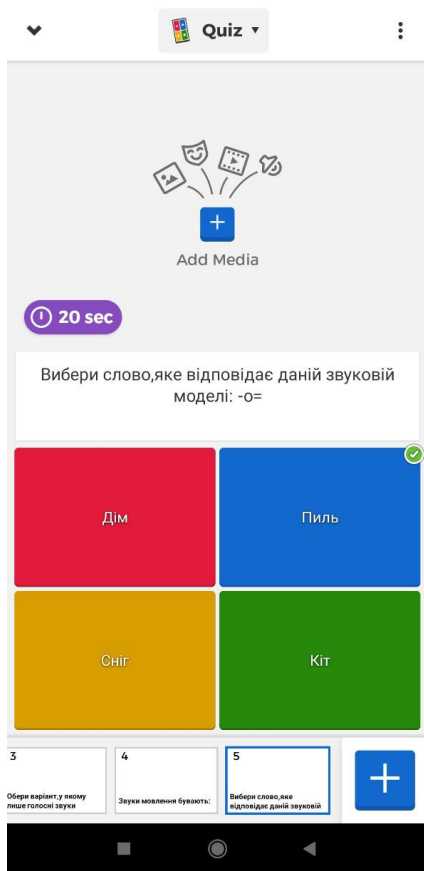 Quiz
Add Media
20 sec
Вибери слово,яке відповідає даній звуковій
моделі: -о=
Дім
Пиль
Сніг
Кіт
3
Обери варіант,у якому
лише голосні звуки
4
Звуки мовлення бувають:
5
Вибери слово,яке
відповідає даній звуковій